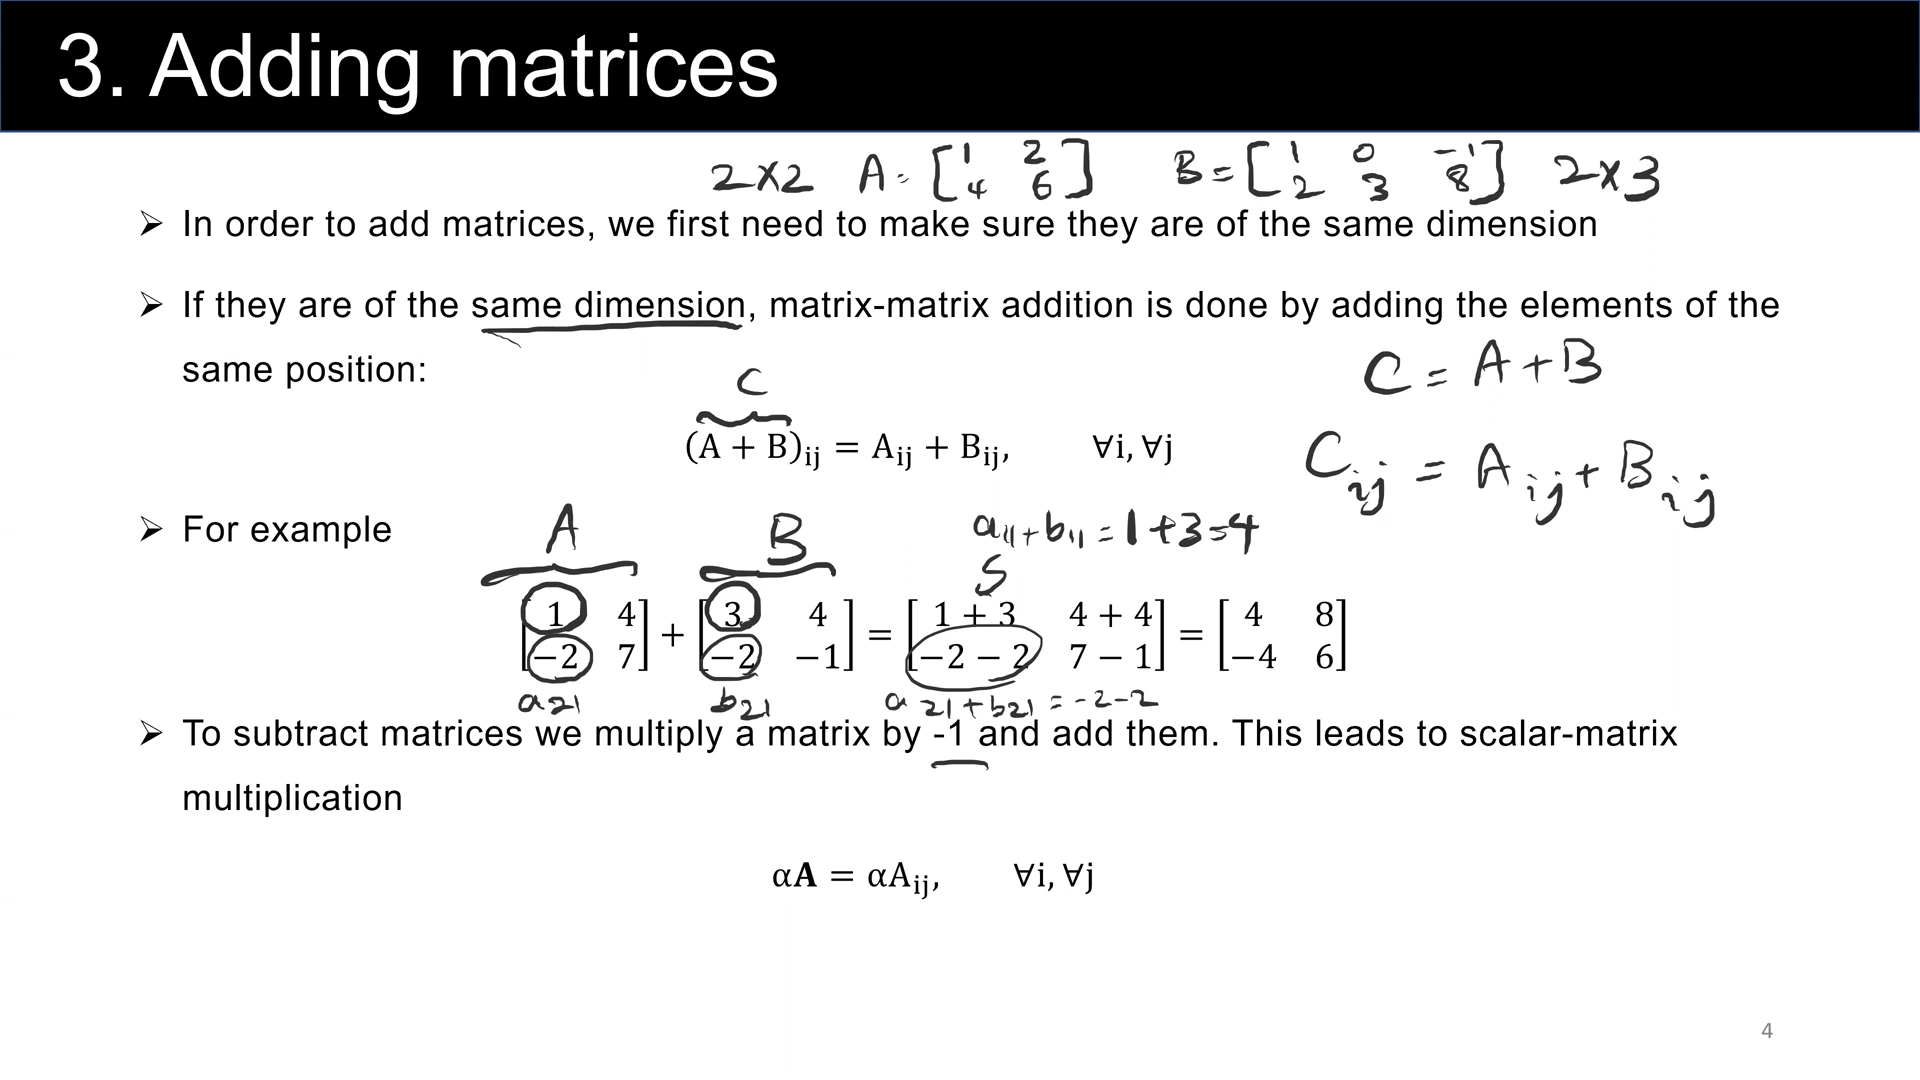 3. Adding matrices
2×2 A = [1 2; 4 6] B = [1 0 -1; 2 3 8] 2×3
➢ In order to add matrices, we first need to make sure they are of the same dimension
➢ If they are of the same dimension, matrix-matrix addition is done by adding the elements of the
same position:
C = A + B
C
(A + B)ij = Aij + Bij, ∀i, ∀j
Cij = Aij + Bij
➢ For example
A B a11 + b11 = 1 + 3 = 4
[1 4; −2 7] + [3 4; −2 −1] = [1 + 3 4 + 4; −2 − 2 7 − 1] = [4 8; −4 6]
a21 b21 a21 + b21 = -2-2
➢ To subtract matrices we multiply a matrix by -1 and add them. This leads to scalar-matrix
multiplication
αA = αAij, ∀i, ∀j
4